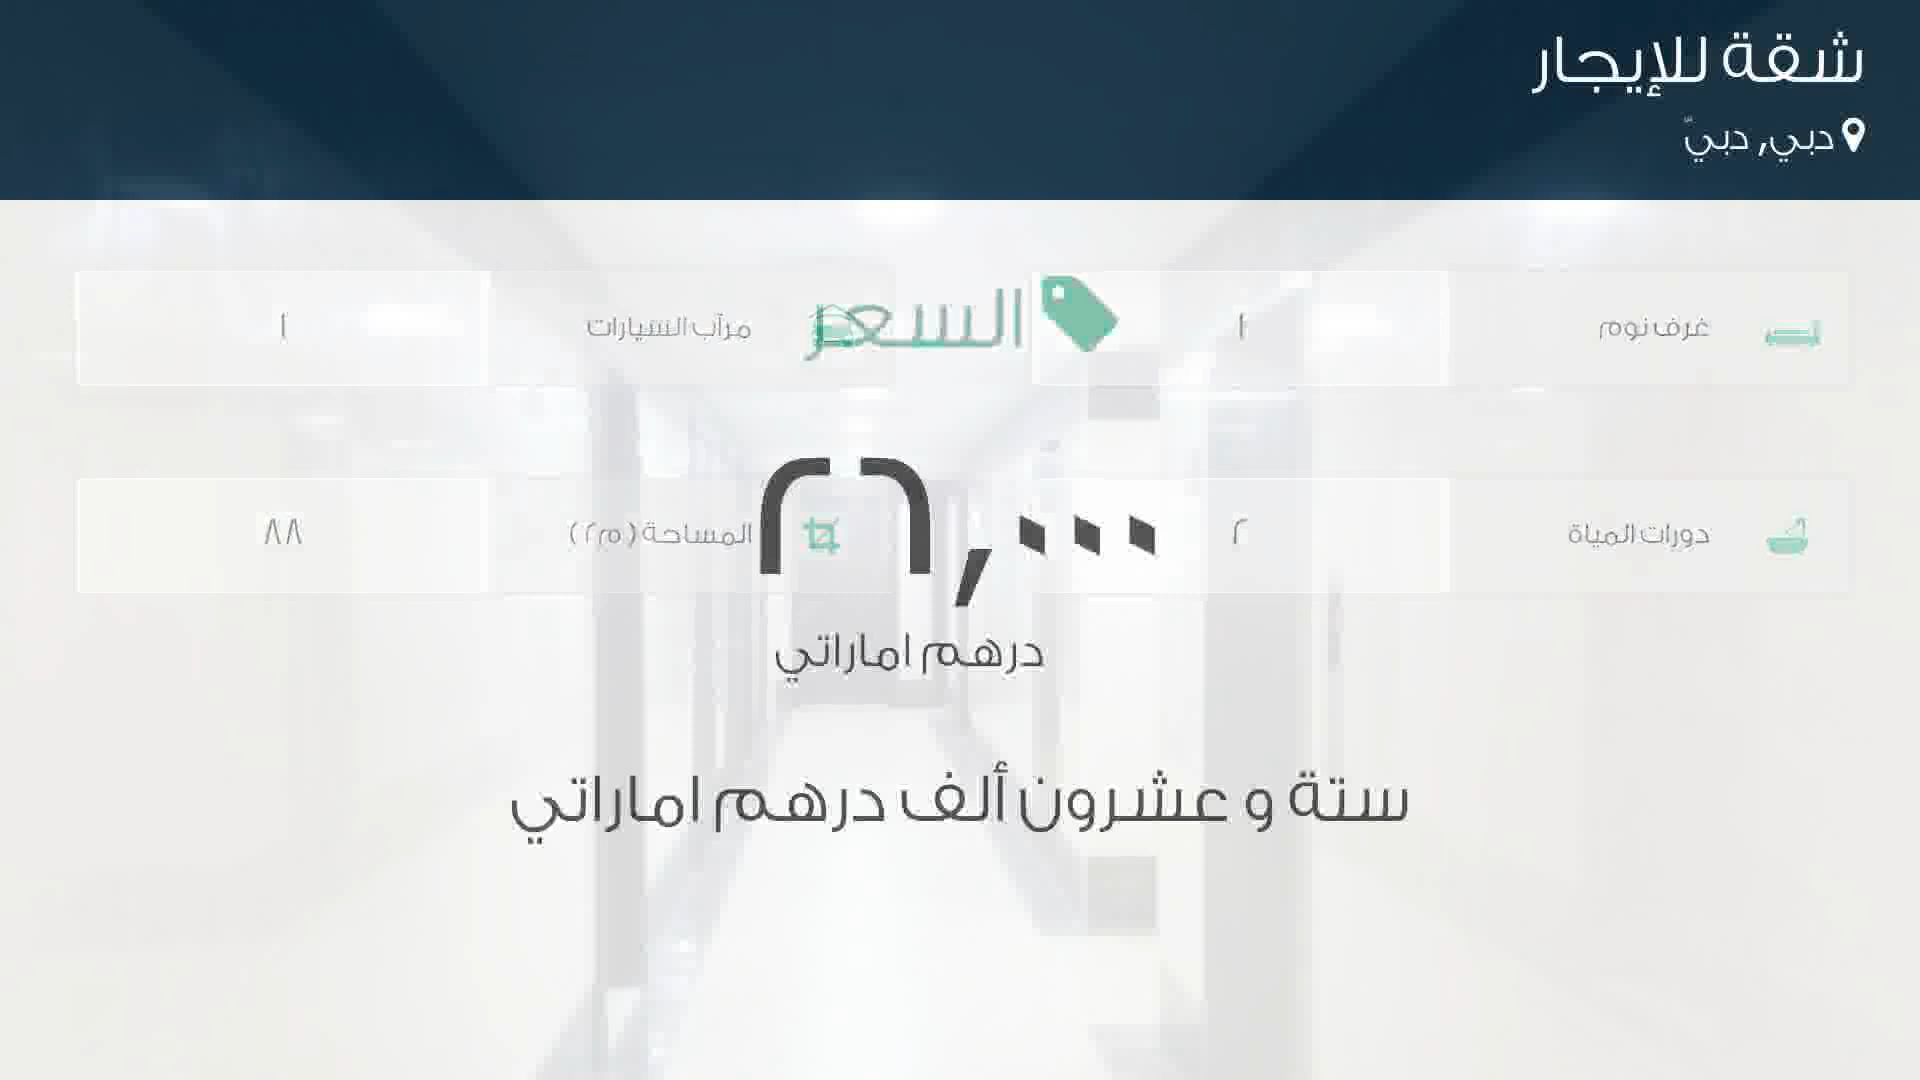 شقة للإيجار
دبي, دبيّ
السعر
غرف نوم ١
مرآب السيارات ١
٢٦,٠٠٠
دورات المياة ٢
المساحة (م٢) ٨٨
درهم اماراتي
ستة و عشرون ألف درهم اماراتي